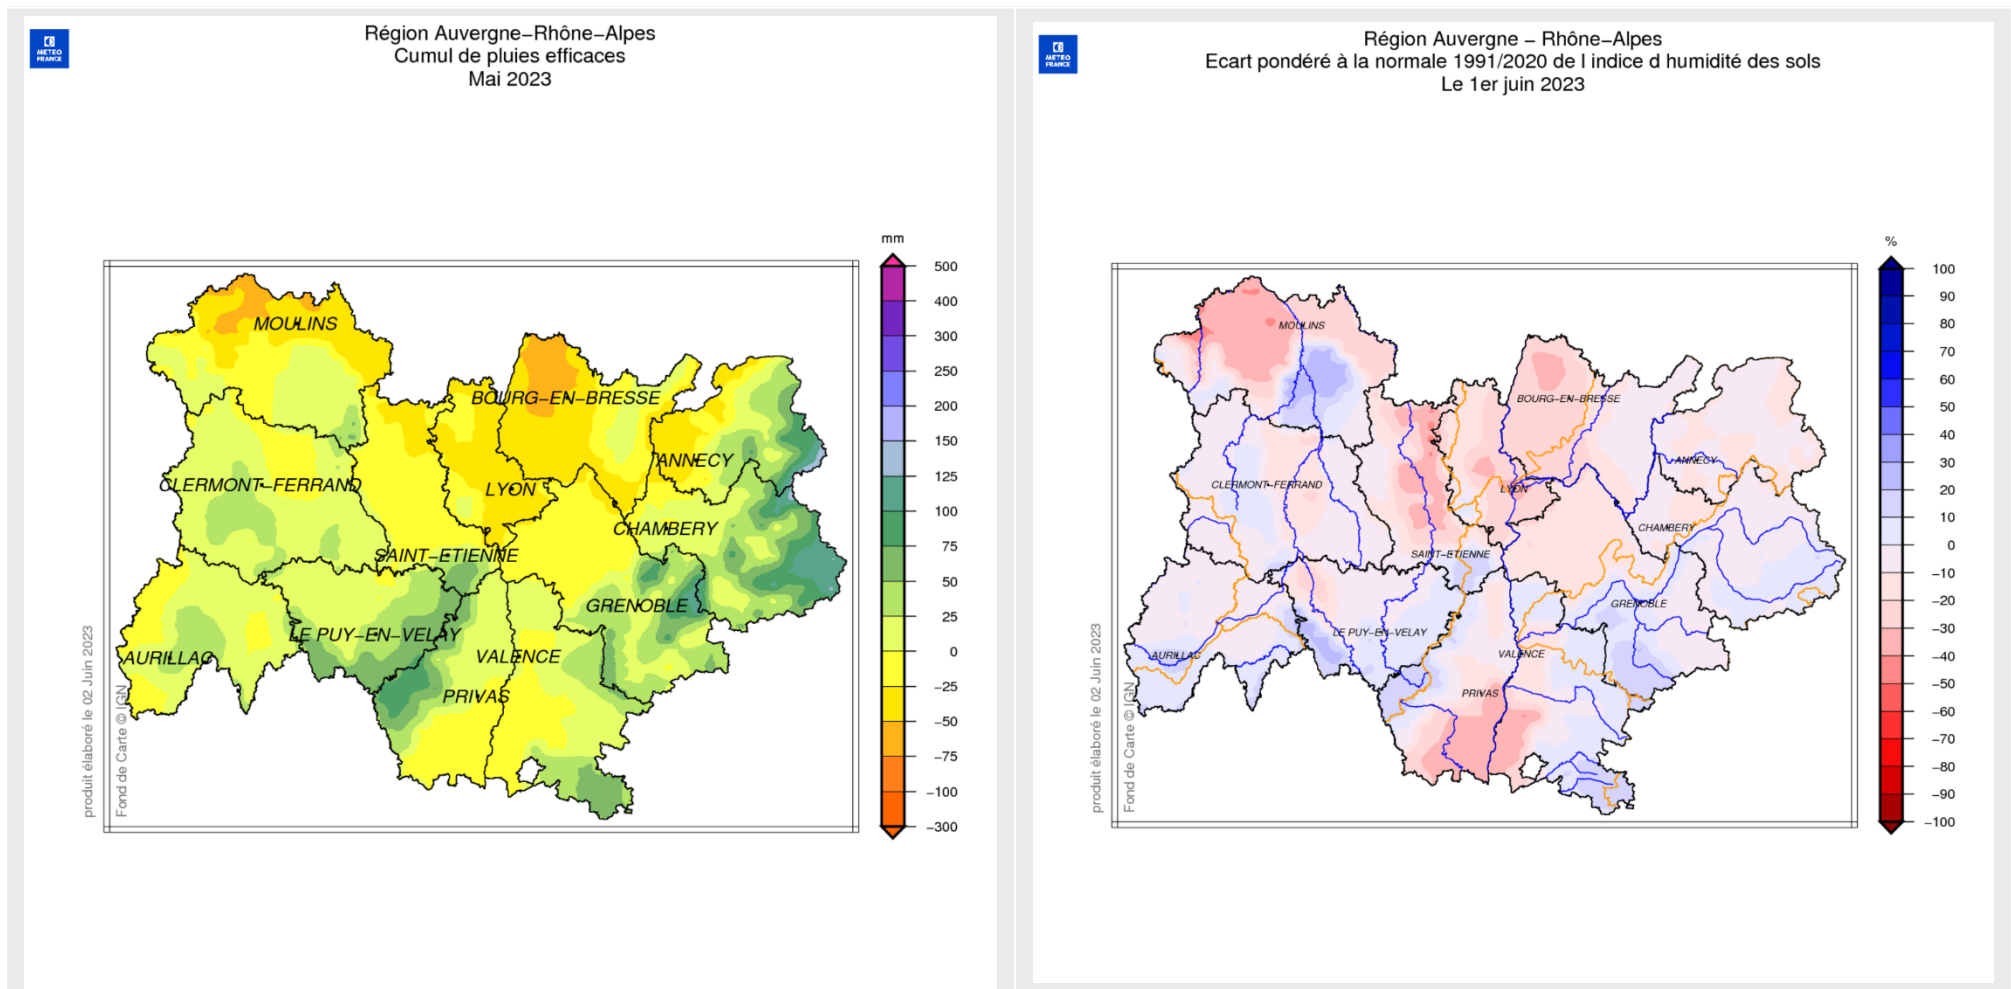 METEO
FRANCE
Région Auvergne−Rhône−Alpes
Cumul de pluies efficaces
Mai 2023
mm
500
400
300
250
200
150
125
100
75
50
25
0
−25
−50
−75
−100
−300
MOULINS
BOURG−EN−BRESSE
ANNECY
CLERMONT−FERRAND
LYON
CHAMBERY
SAINT−ETIENNE
GRENOBLE
LE PUY−EN−VELAY
AURILLAC
VALENCE
PRIVAS
produit élaboré le 02 Juin 2023
Fond de Carte © IGN
METEO
FRANCE
Région Auvergne − Rhône−Alpes
Ecart pondéré à la normale 1991/2020 de l indice d humidité des sols
Le 1er juin 2023
%
100
90
80
70
60
50
40
30
20
10
0
−10
−20
−30
−40
−50
−60
−70
−80
−90
−100
MOULINS
BOURG−EN−BRESSE
ANNECY
CLERMONT−FERRAND
LYON
CHAMBERY
SAINT−ETIENNE
GRENOBLE
LE PUY−EN−VELAY
AURILLAC
VALENCE
PRIVAS
produit élaboré le 02 Juin 2023
Fond de Carte © IGN